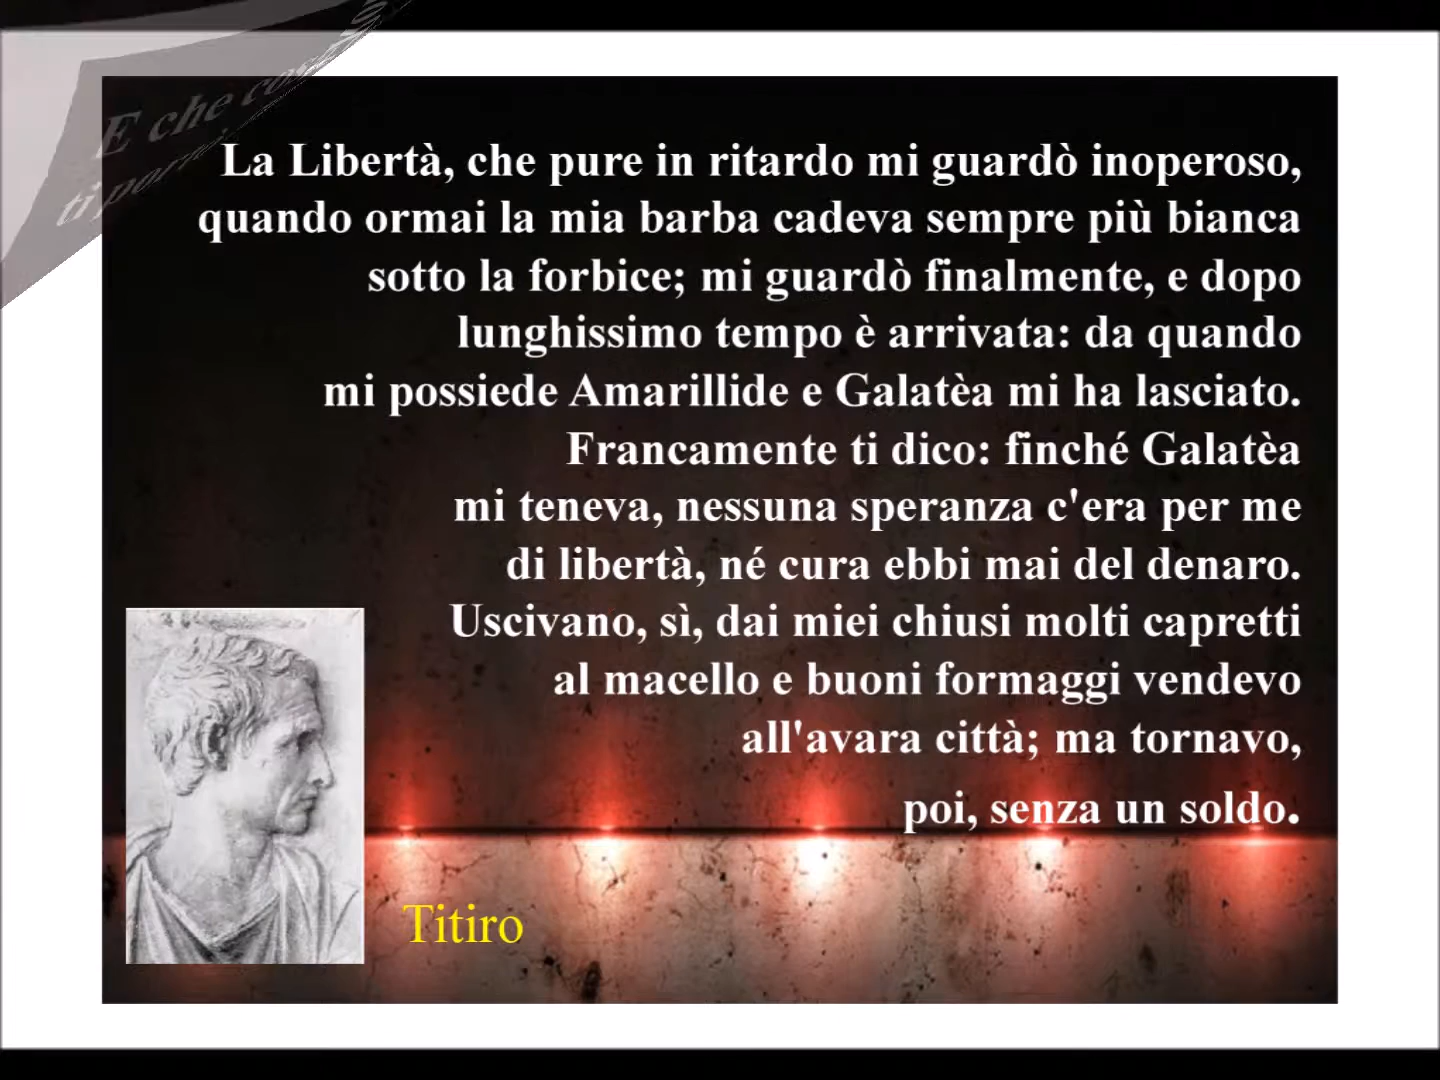 E che cos
ti por
La Libertà, che pure in ritardo mi guardò inoperoso,
quando ormai la mia barba cadeva sempre più bianca
sotto la forbice; mi guardò finalmente, e dopo
lunghissimo tempo è arrivata: da quando
mi possiede Amarillide e Galatèa mi ha lasciato.
Francamente ti dico: finché Galatèa
mi teneva, nessuna speranza c'era per me
di libertà, né cura ebbi mai del denaro.
Uscivano, sì, dai miei chiusi molti capretti
al macello e buoni formaggi vendevo
all'avara città; ma tornavo,
poi, senza un soldo.
Titiro